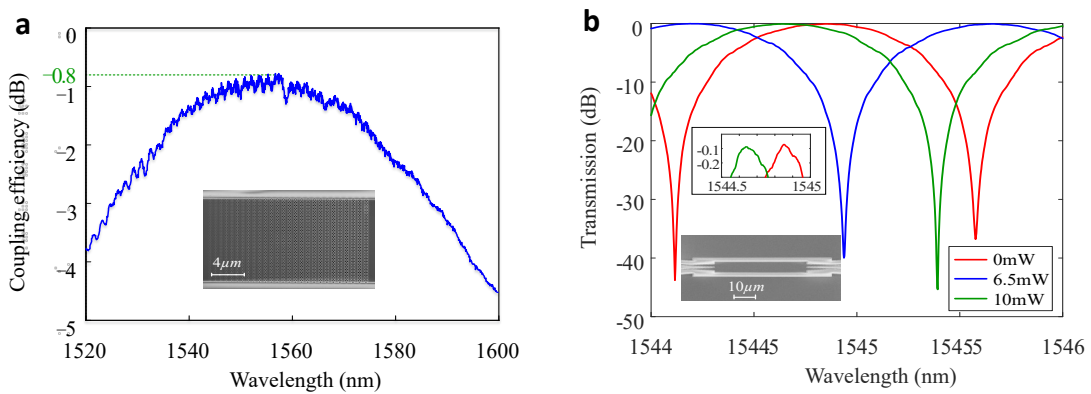 a
0
−0.8
−1
−2
−3
−4
−5
Coupling efficiency (dB)
4μm
1520 1540 1560 1580 1600
Wavelength (nm)
b
0
-10
-20
-30
-40
-50
Transmission (dB)
-0.1
-0.2
1544.5 1545
10μm
0mW
6.5mW
10mW
1544 15445 1545 15455 1546
Wavelength (nm)